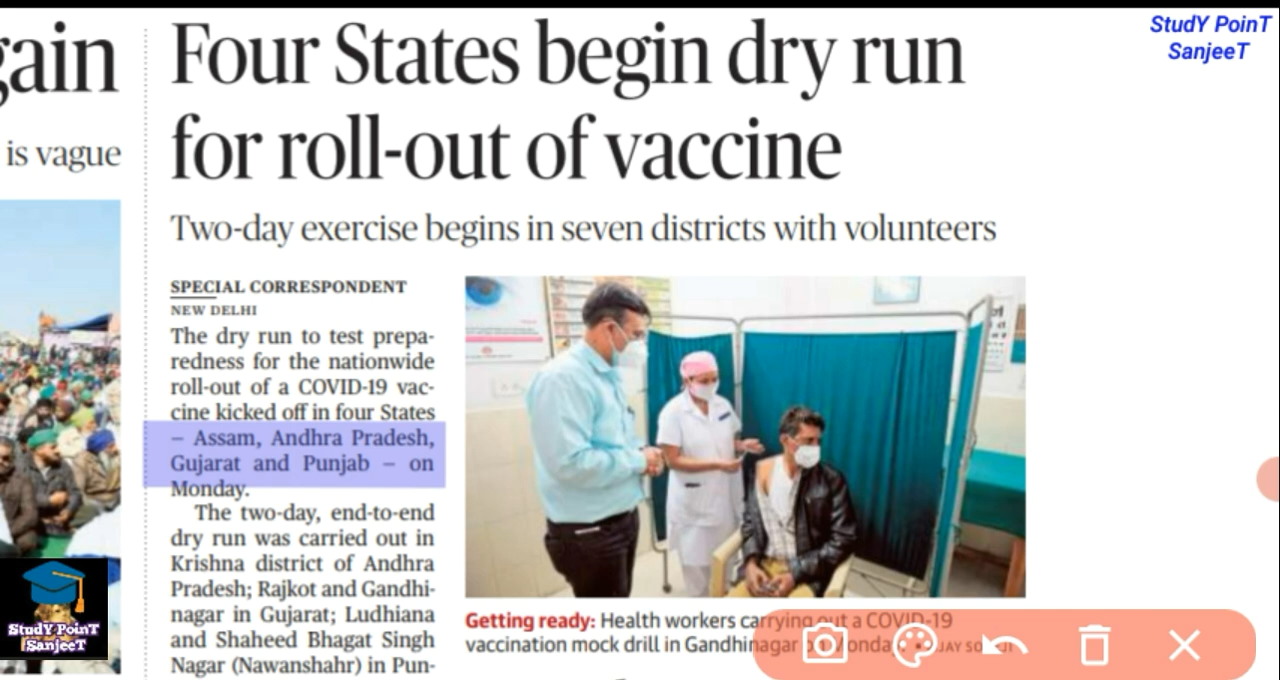 StudY PoinT
SanjeeT
gain
is vague
Four States begin dry run
for roll-out of vaccine
Two-day exercise begins in seven districts with volunteers
SPECIAL CORRESPONDENT
NEW DELHI
The dry run to test prepa-
redness for the nationwide
roll-out of a COVID-19 vac-
cine kicked off in four States
– Assam, Andhra Pradesh,
Gujarat and Punjab – on
Monday.
The two-day, end-to-end
dry run was carried out in
Krishna district of Andhra
Pradesh; Rajkot and Gandhi-
nagar in Gujarat; Ludhiana
and Shaheed Bhagat Singh
Nagar (Nawanshahr) in Pun-
Getting ready: Health workers carrying out a COVID-19
vaccination mock drill in Gandhinagar on Monday.
StudY PoinT
SanjeeT